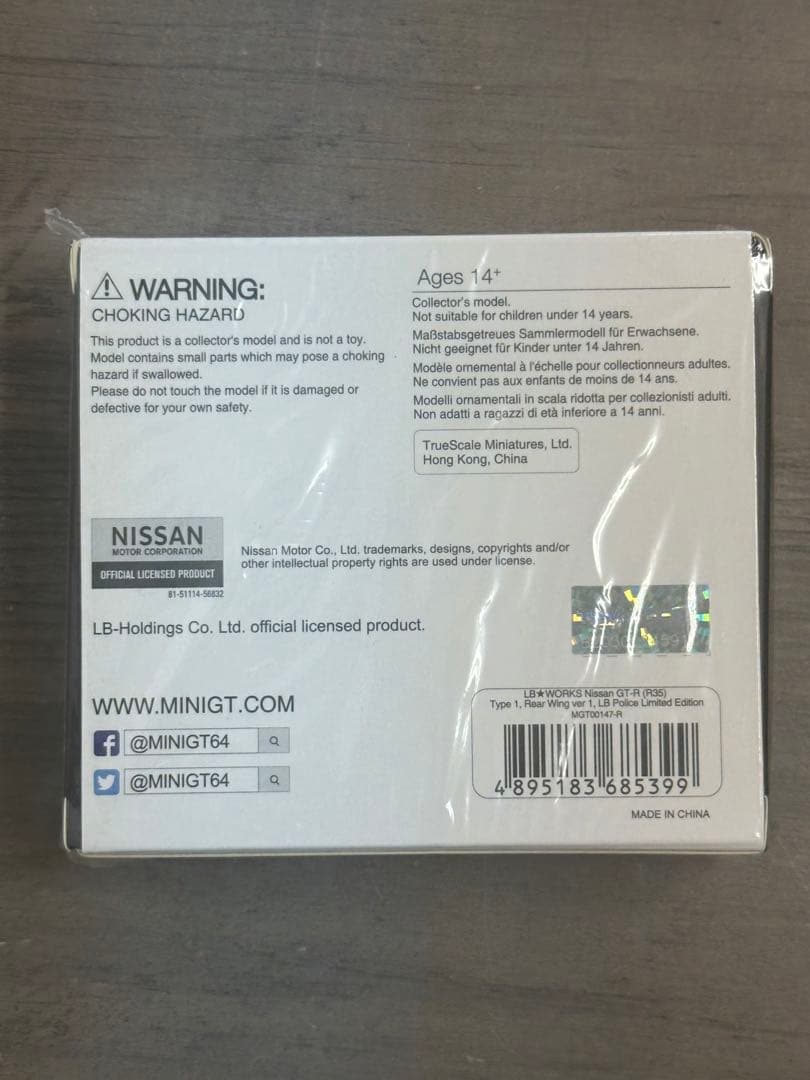 WARNING:
CHOKING HAZARD
This product is a collector's model and is not a toy.
Model contains small parts which may pose a choking
hazard if swallowed.
Please do not touch the model if it is damaged or
defective for your own safety.
Ages 14+
Collector's model.
Not suitable for children under 14 years.
Maßstabsgetreues Sammlermodell für Erwachsene.
Nicht geeignet für Kinder unter 14 Jahren.
Modèle ornemental à l'échelle pour collectionneurs adultes.
Ne convient pas aux enfants de moins de 14 ans.
Modelli ornamentali in scala ridotta per collezionisti adulti.
Non adatti a ragazzi di età inferiore a 14 anni.
TrueScale Miniatures, Ltd.
Hong Kong, China
NISSAN
MOTOR CORPORATION
OFFICIAL LICENSED PRODUCT
81-51114-56832
Nissan Motor Co., Ltd. trademarks, designs, copyrights and/or
other intellectual property rights are used under license.
LB-Holdings Co. Ltd. official licensed product.
WWW.MINIGT.COM
@MINIGT64
@MINIGT64
LB★WORKS Nissan GT-R (R35)
Type 1, Rear Wing ver 1, LB Police Limited Edition
MGT00147-R
4 895183 685399
MADE IN CHINA